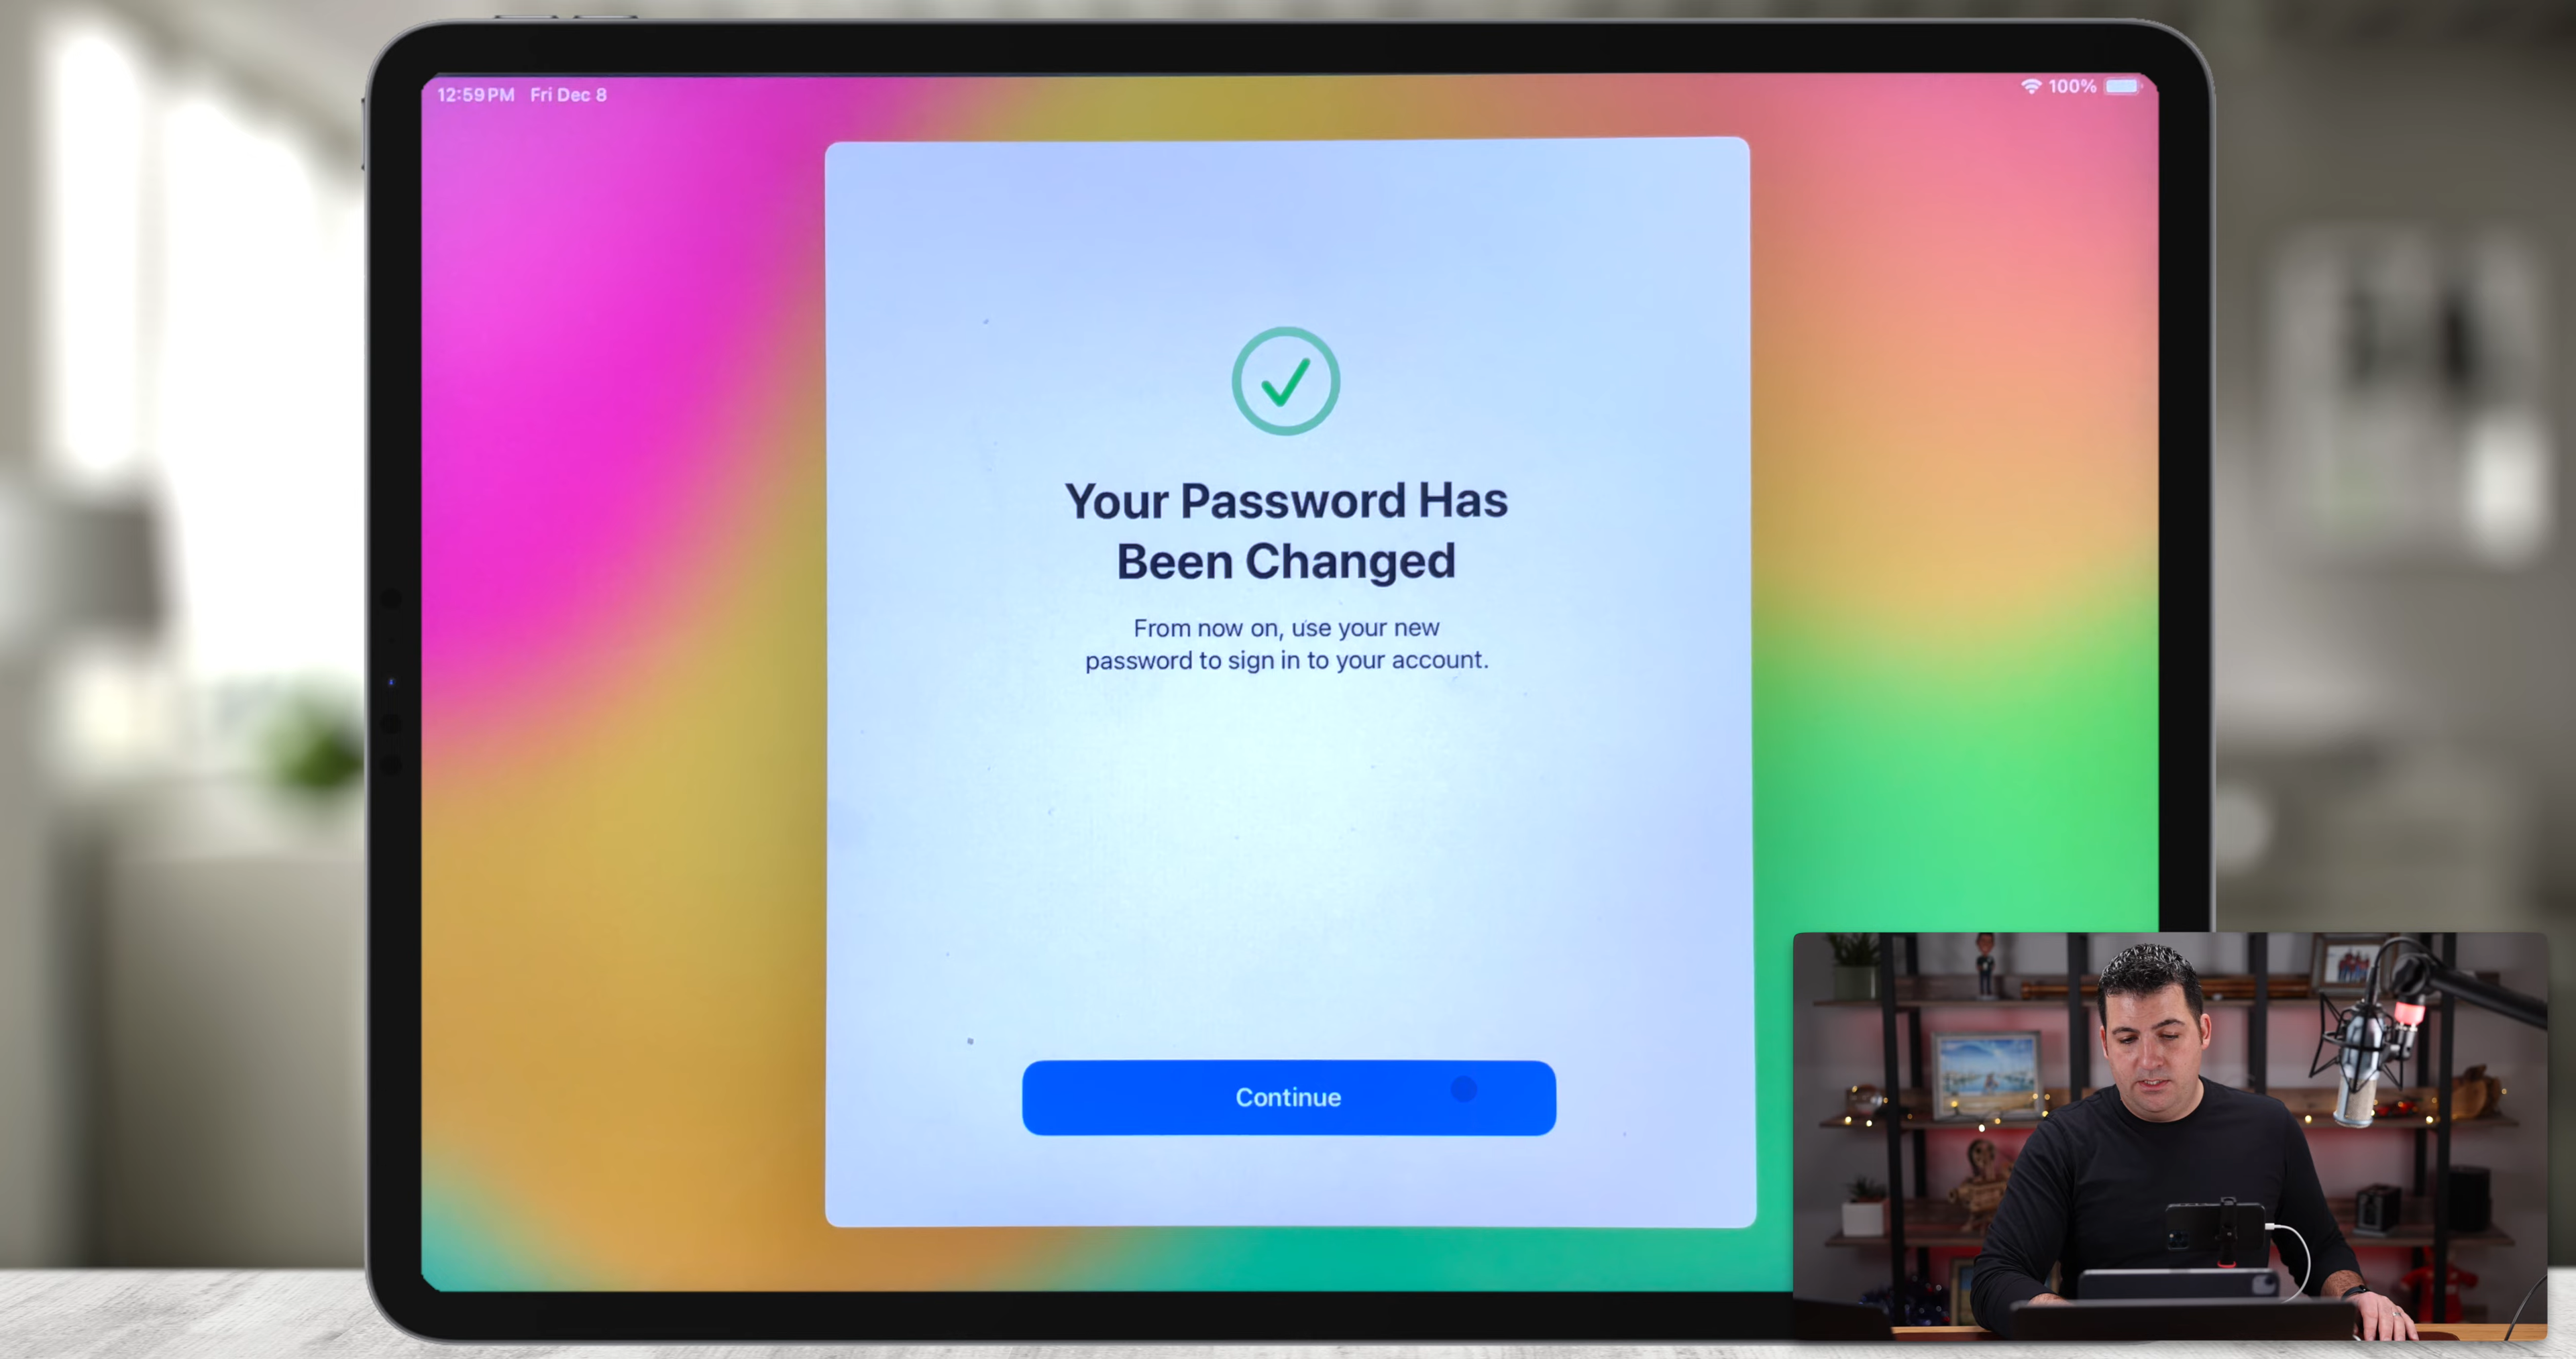 12:59 PM Fri Dec 8
100%
Your Password Has
Been Changed
From now on, use your new
password to sign in to your account.
Continue